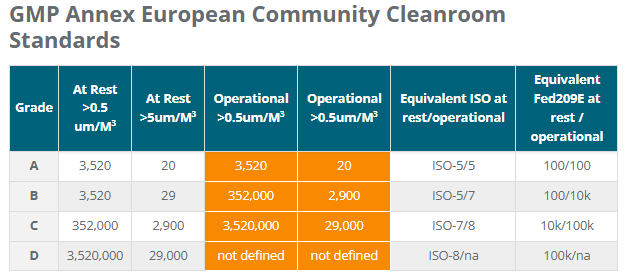 GMP Annex European Community Cleanroom
Standards
Grade
At Rest
>0.5
um/M³
At Rest
>5um/M³
Operational
>0.5um/M³
Operational
>0.5um/M³
Equivalent ISO at
rest/operational
Equivalent
Fed209E at
rest /
operational
A 3,520 20 3,520 20 ISO-5/5 100/100
B 3,520 29 352,000 2,900 ISO-5/7 100/10k
C 352,000 2,900 3,520,000 29,000 ISO-7/8 10k/100k
D 3,520,000 29,000 not defined not defined ISO-8/na 100k/na